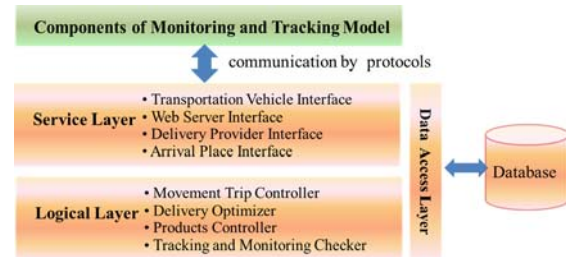 Components of Monitoring and Tracking Model
communication by protocols
Service Layer
• Transportation Vehicle Interface
• Web Server Interface
• Delivery Provider Interface
• Arrival Place Interface
Logical Layer
• Movement Trip Controller
• Delivery Optimizer
• Products Controller
• Tracking and Monitoring Checker
Data
Access Layer
Database